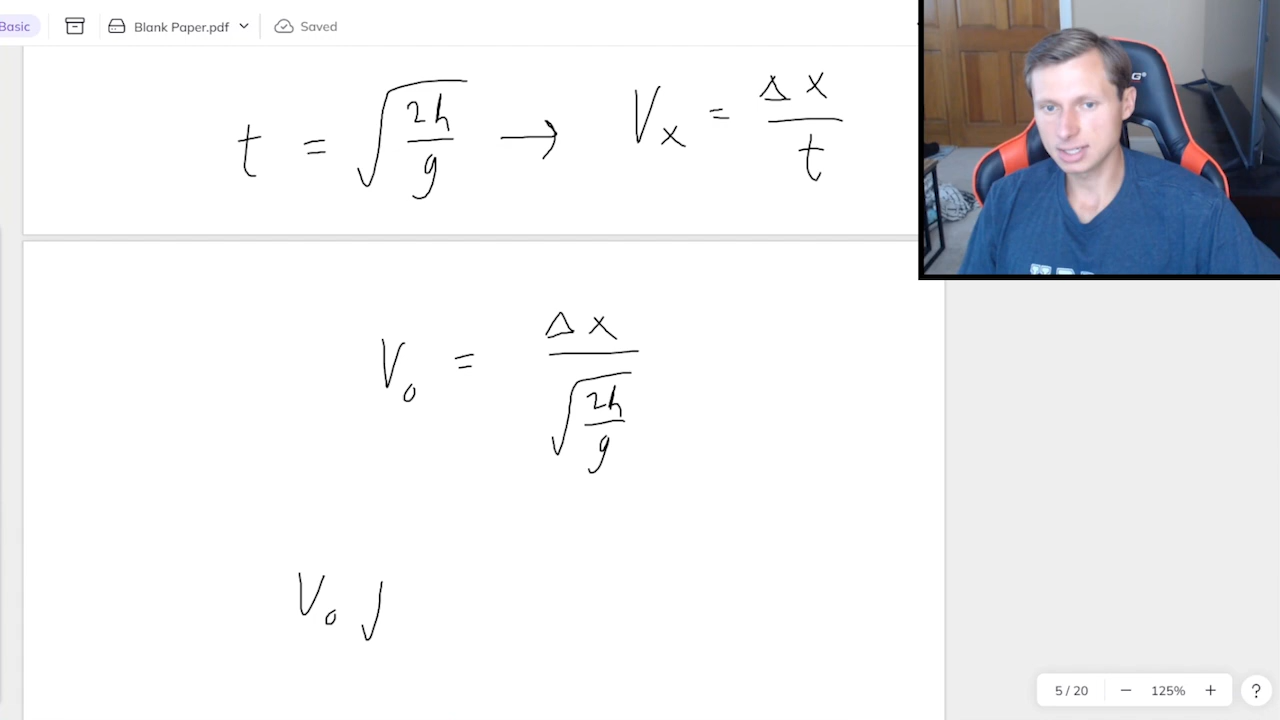 Basic Blank Paper.pdf Saved
t = √(2h/g) → Vx = Δx/t
V₀ = Δx/√(2h/g)
V₀ √
5 / 20 − 125% + ?